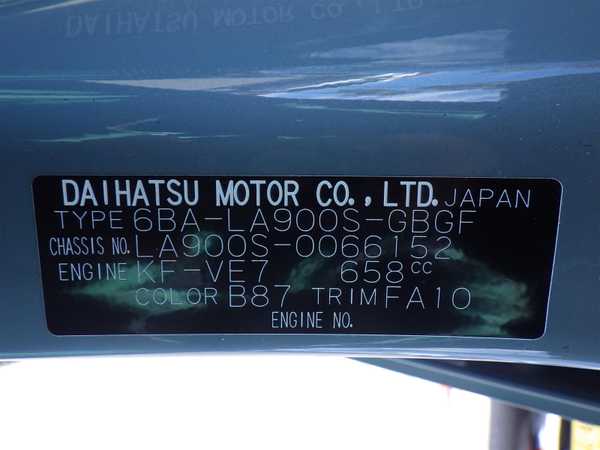 DAIHATSU MOTOR CO., LTD. JAPAN
TYPE 6BA-LA900S-GBGF
CHASSIS NO. LA900S-0066152
ENGINE KF-VE7 658cc
COLOR B87 TRIM FA10
ENGINE NO.